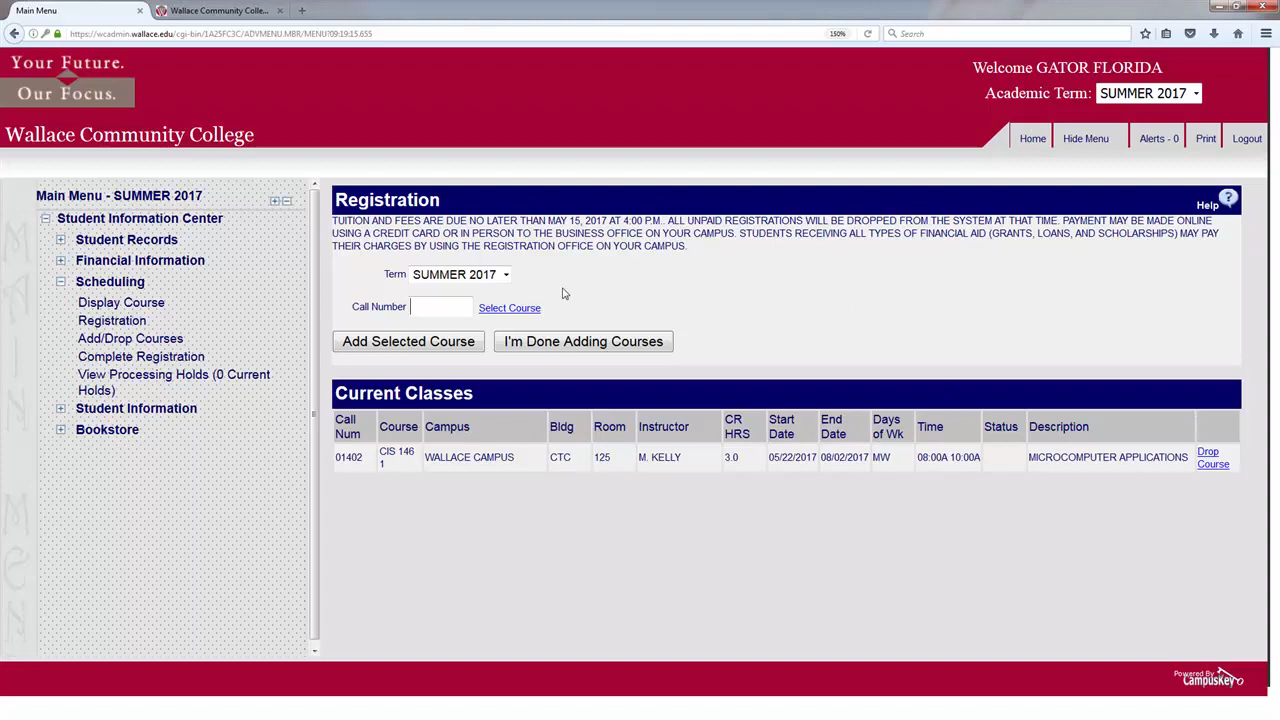 Main Menu
Wallace Community Colle...
https://wcadmin.wallace.edu/cgi-bin/1A25FC3C/ADVMENU.MBR/MENU?09:19:15.655
150%
Search
Your Future.
Our Focus.
Welcome GATOR FLORIDA
Academic Term: SUMMER 2017
Wallace Community College
Home
Hide Menu
Alerts - 0
Print
Logout
Main Menu - SUMMER 2017
Student Information Center
Student Records
Financial Information
Scheduling
Display Course
Registration
Add/Drop Courses
Complete Registration
View Processing Holds (0 Current
Holds)
Student Information
Bookstore
MAIN MEN
Registration
Help
TUITION AND FEES ARE DUE NO LATER THAN MAY 15, 2017 AT 4:00 P.M.. ALL UNPAID REGISTRATIONS WILL BE DROPPED FROM THE SYSTEM AT THAT TIME. PAYMENT MAY BE MADE ONLINE
USING A CREDIT CARD OR IN PERSON TO THE BUSINESS OFFICE ON YOUR CAMPUS. STUDENTS RECEIVING ALL TYPES OF FINANCIAL AID (GRANTS, LOANS, AND SCHOLARSHIPS) MAY PAY
THEIR CHARGES BY USING THE REGISTRATION OFFICE ON YOUR CAMPUS.
Term SUMMER 2017
Call Number Select Course
Add Selected Course
I'm Done Adding Courses
Current Classes
Call Num Course Campus Bldg Room Instructor CR HRS Start Date End Date Days of Wk Time Status Description
01402 CIS 146 1 WALLACE CAMPUS CTC 125 M. KELLY 3.0 05/22/2017 08/02/2017 MW 08:00A 10:00A MICROCOMPUTER APPLICATIONS Drop Course
Powered By
CampusKey